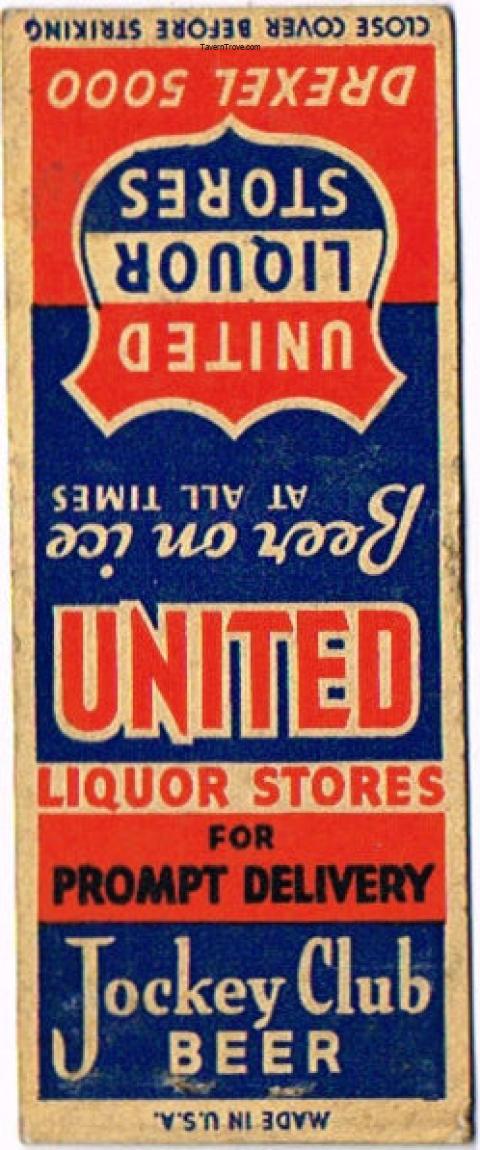 CLOSE COVER BEFORE STRIKING
TavernTrove.com
DREXEL 5000
UNITED
LIQUOR
STORES
Beer on ice
AT ALL TIMES
UNITED
LIQUOR STORES
FOR
PROMPT DELIVERY
Jockey Club
BEER
MADE IN U.S.A.